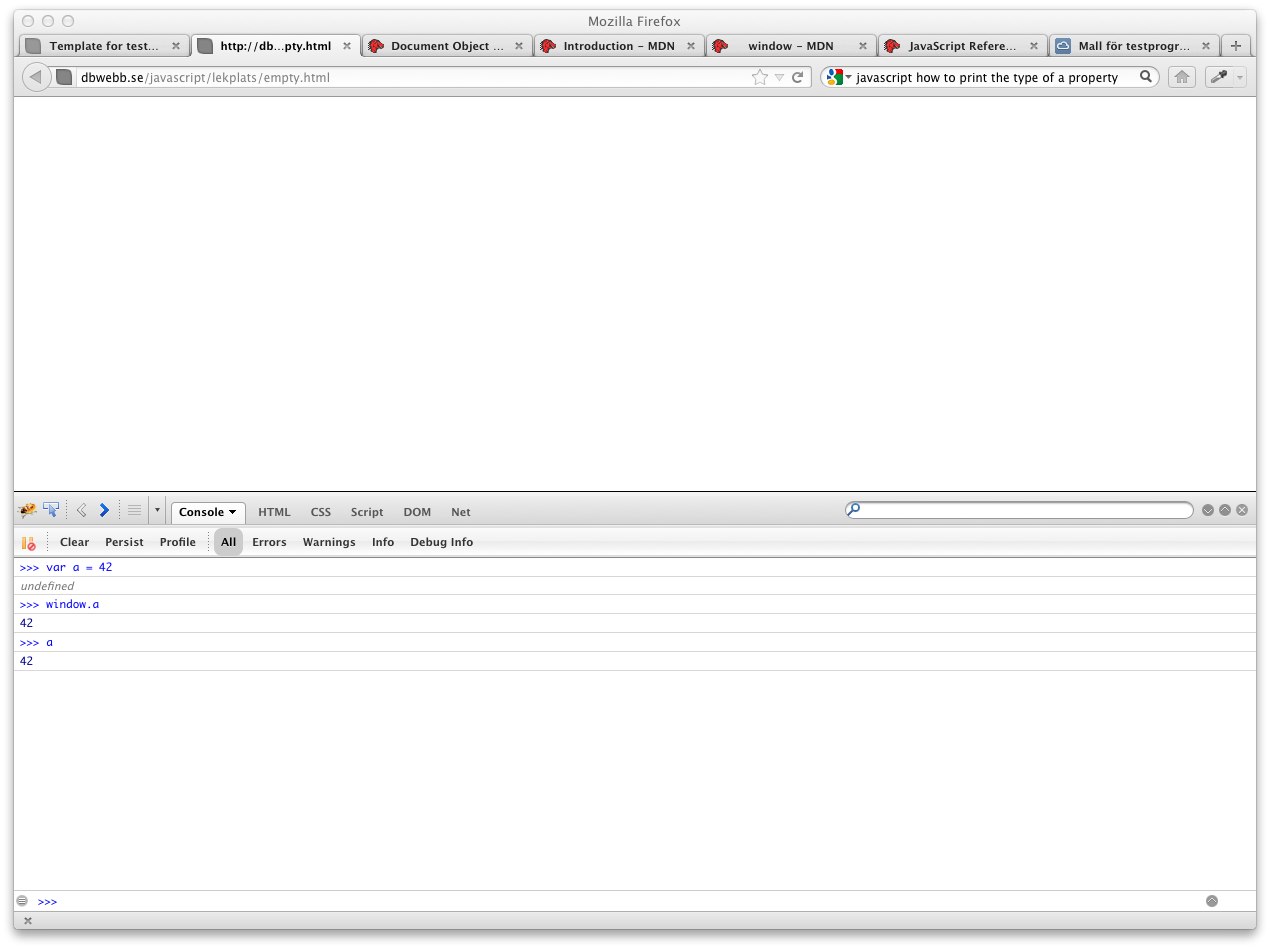 Mozilla Firefox
Template for test... http://db...pty.html Document Object ... Introduction – MDN window – MDN JavaScript Refere... Mall för testprogr...
dbwebb.se/javascript/lekplats/empty.html javascript how to print the type of a property
Console HTML CSS Script DOM Net
Clear Persist Profile All Errors Warnings Info Debug Info
>>> var a = 42
undefined
>>> window.a
42
>>> a
42
>>>